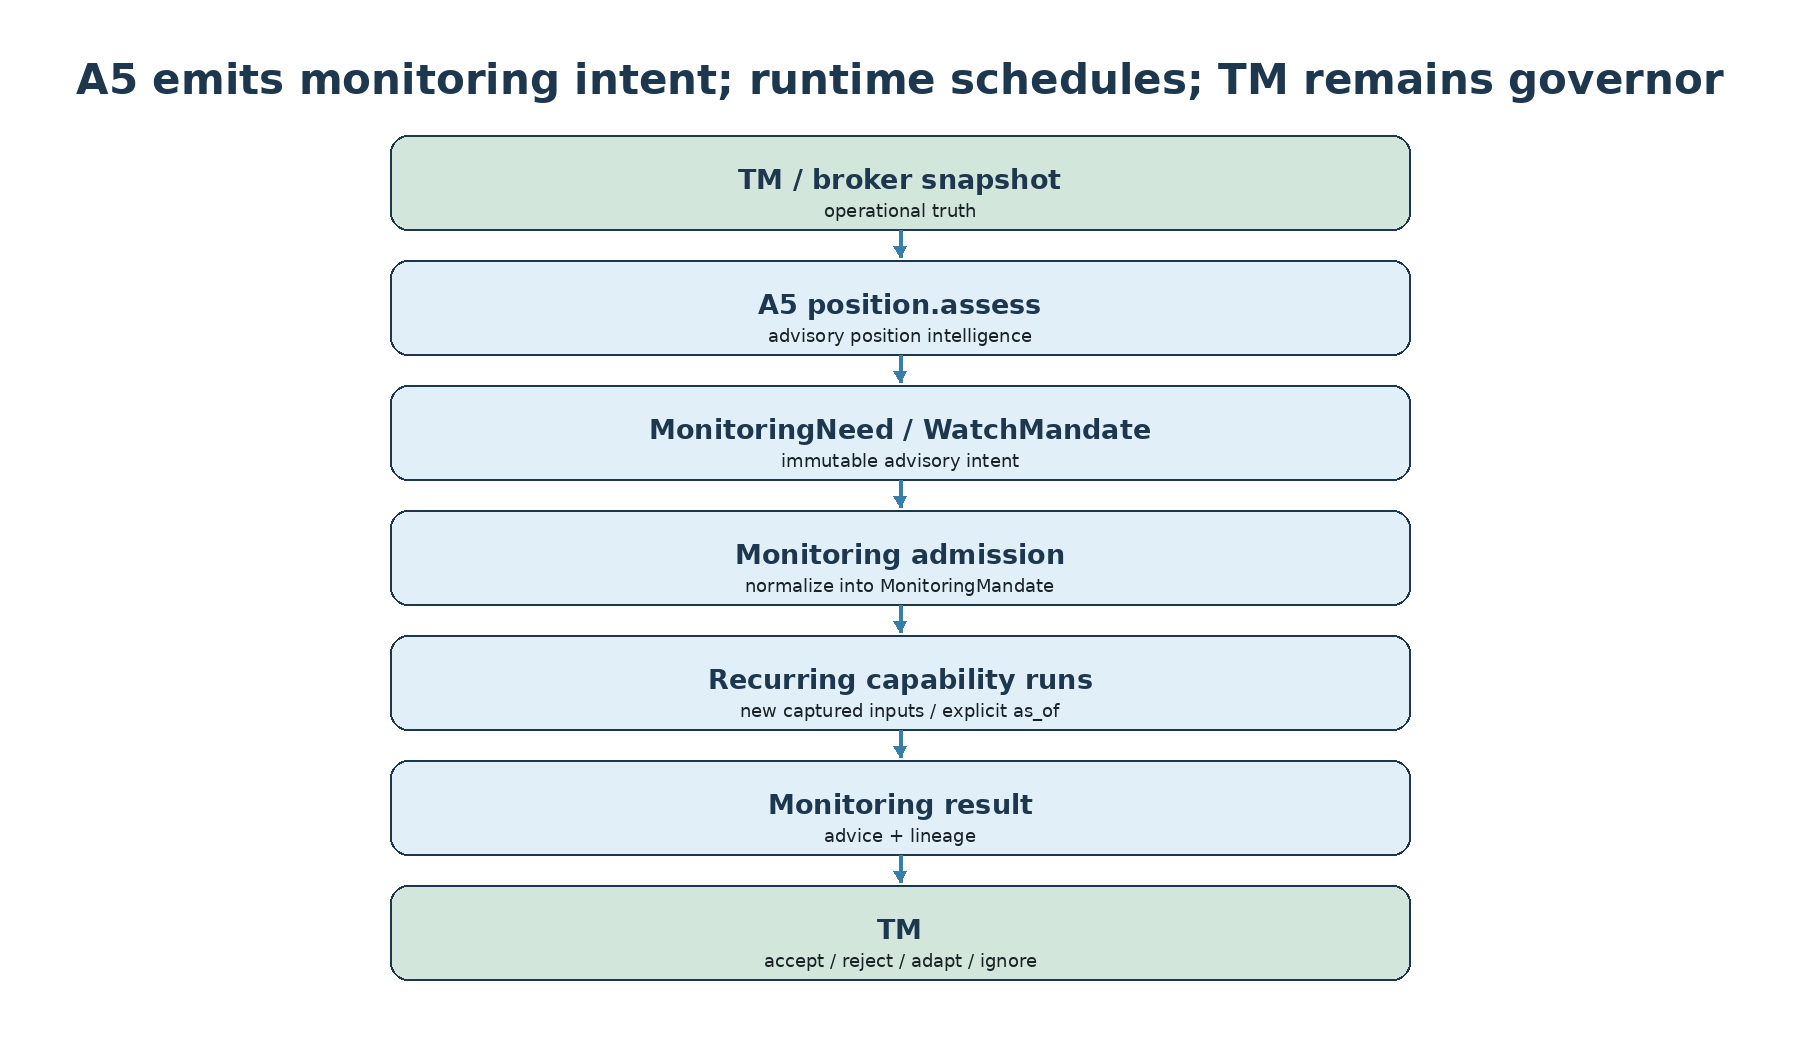 A5 emits monitoring intent; runtime schedules; TM remains governor
TM / broker snapshot
operational truth
A5 position.assess
advisory position intelligence
MonitoringNeed / WatchMandate
immutable advisory intent
Monitoring admission
normalize into MonitoringMandate
Recurring capability runs
new captured inputs / explicit as_of
Monitoring result
advice + lineage
TM
accept / reject / adapt / ignore